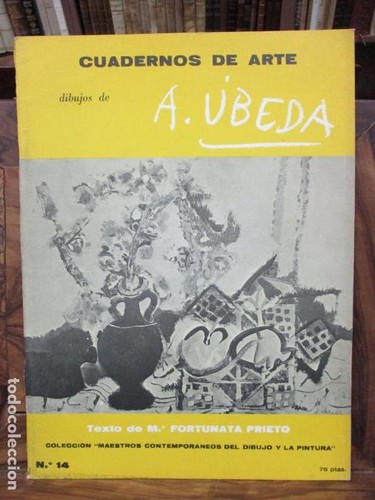 CUADERNOS DE ARTE
dibujos de
A. ÚBEDA
Texto de M.ª FORTUNATA PRIETO
COLECCION "MAESTROS CONTEMPORANEOS DEL DIBUJO Y LA PINTURA"
N.º 14
75 ptas.
todocoleccion.net